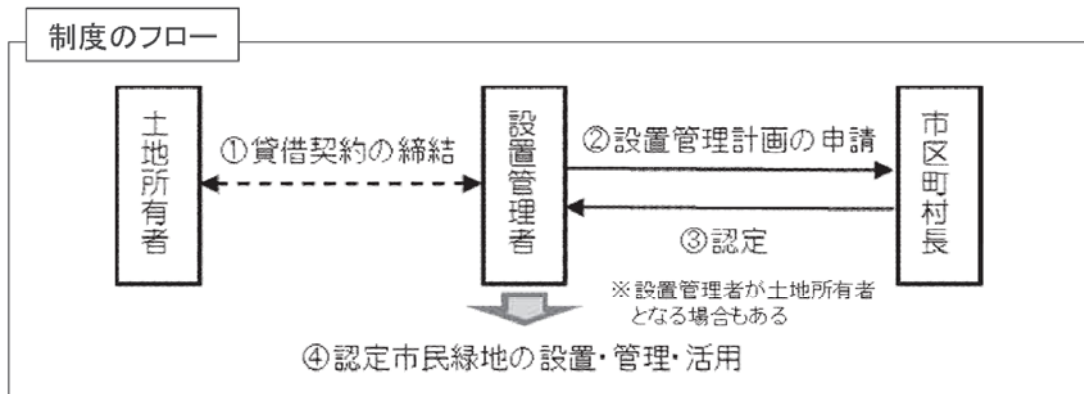 制度のフロー
土地所有者
①貸借契約の締結
設置管理者
②設置管理計画の申請
③認定
市区町村長
※設置管理者が土地所有者
となる場合もある
④認定市民緑地の設置・管理・活用